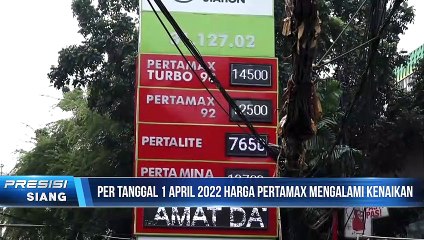 STATION
127.02
PERTAMAX
TURBO 98
14500
PERTAMAX
92
12500
PERTALITE
7650
PERTAMINA
PRESISI
SIANG
PER TANGGAL 1 APRIL 2022 HARGA PERTAMAX MENGALAMI KENAIKAN
AMAT DA